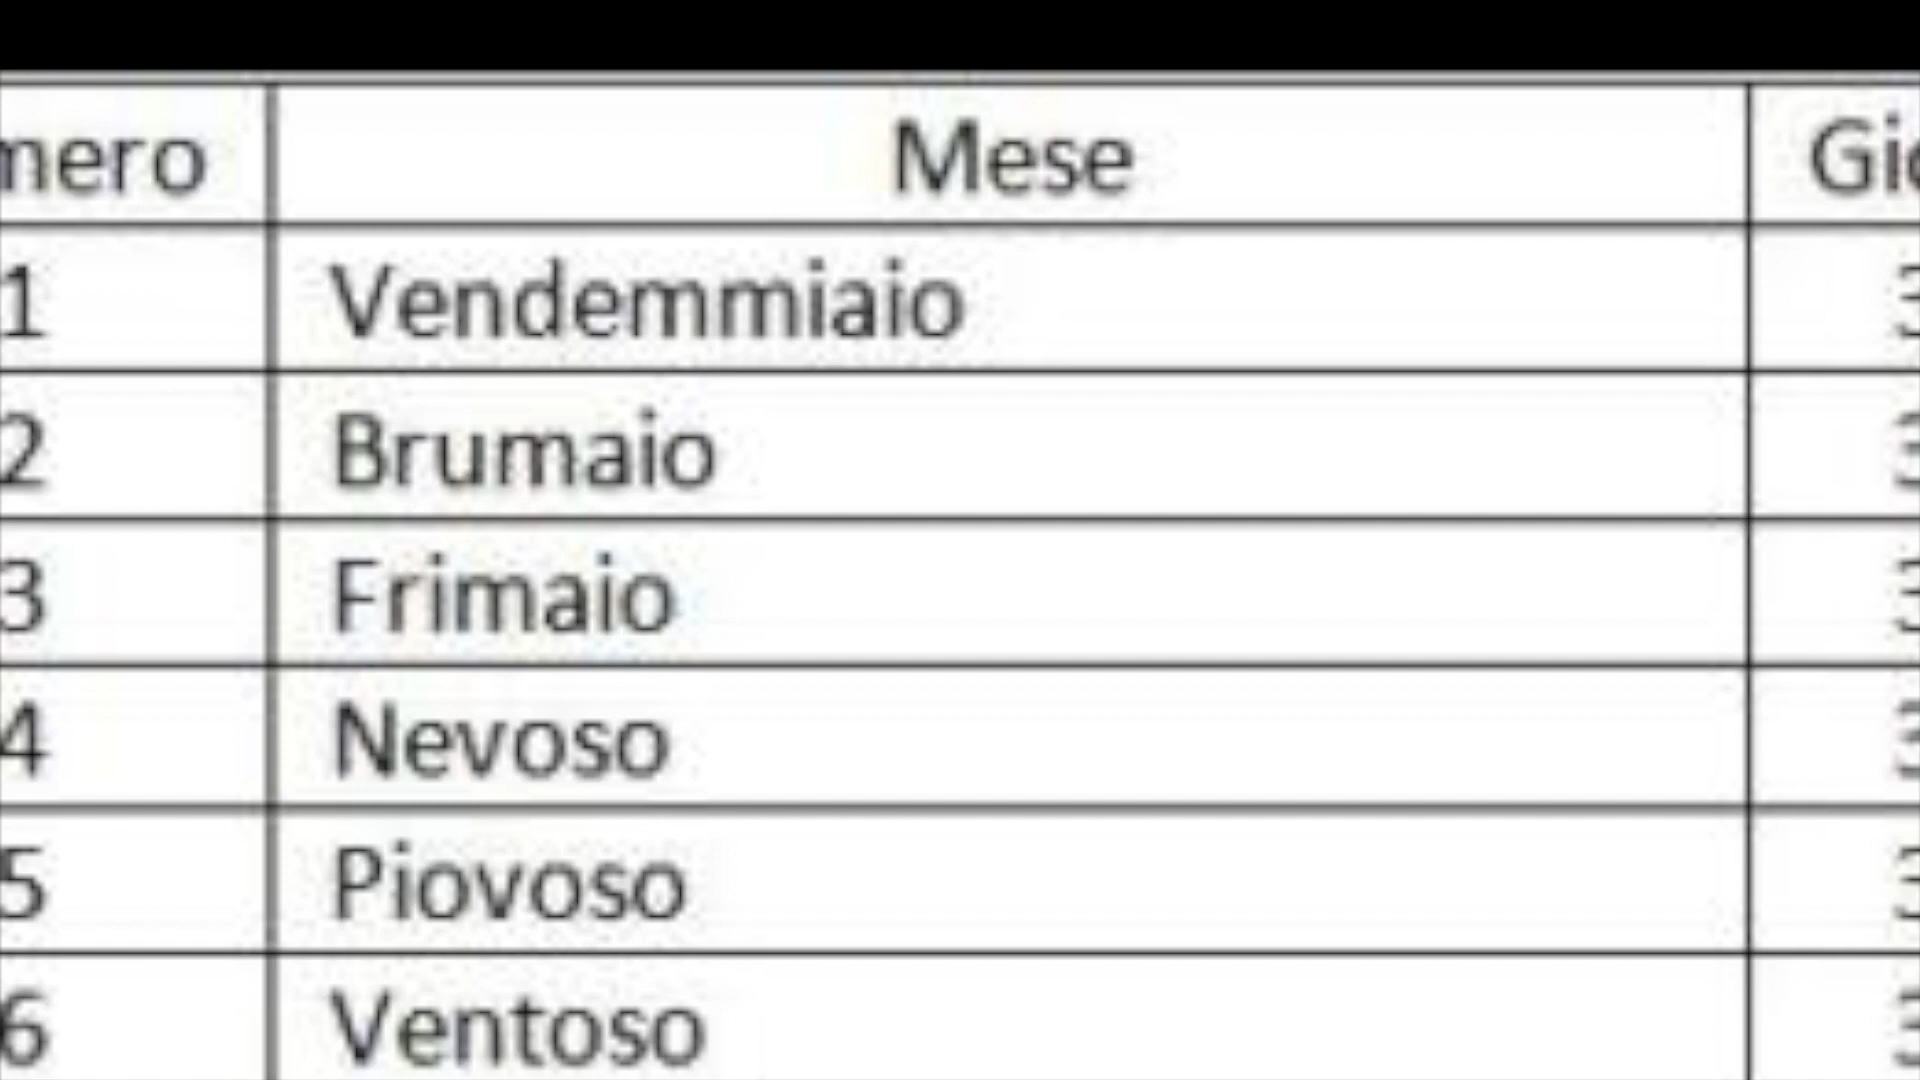 mero Mese Gio
1 Vendemmiaio 3
2 Brumaio 3
3 Frimaio 3
4 Nevoso 3
5 Piovoso 3
6 Ventoso 3